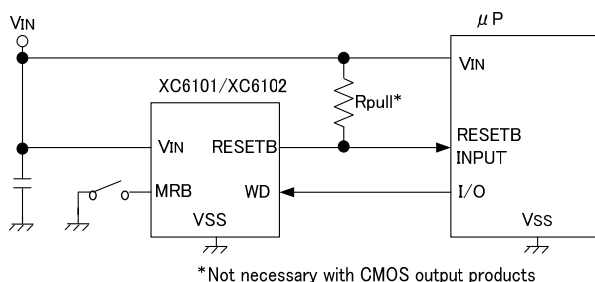 VIN
μP
XC6101/XC6102
Rpull*
VIN
VIN
RESETB
RESETB
INPUT
MRB
WD
I/O
VSS
VSS
*Not necessary with CMOS output products